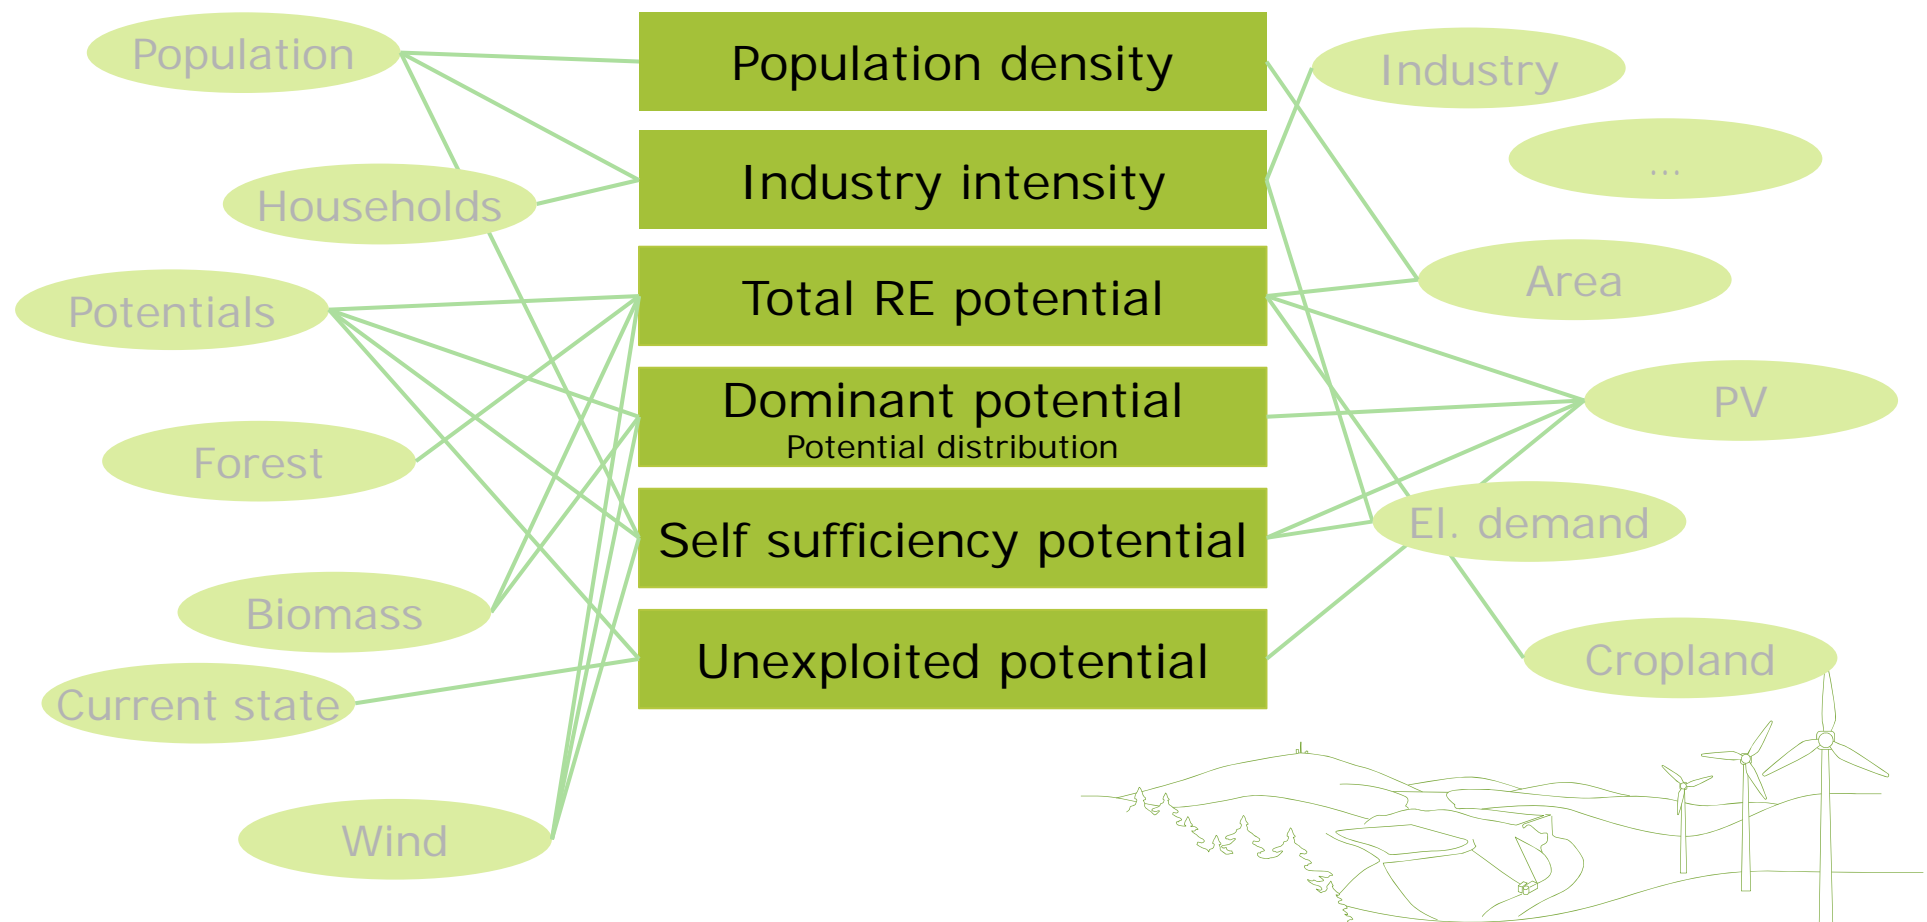 Population
Households
Potentials
Forest
Biomass
Current state
Wind
Population density
Industry intensity
Total RE potential
Dominant potential
Potential distribution
Self sufficiency potential
Unexploited potential
Industry
...
Area
PV
El. demand
Cropland